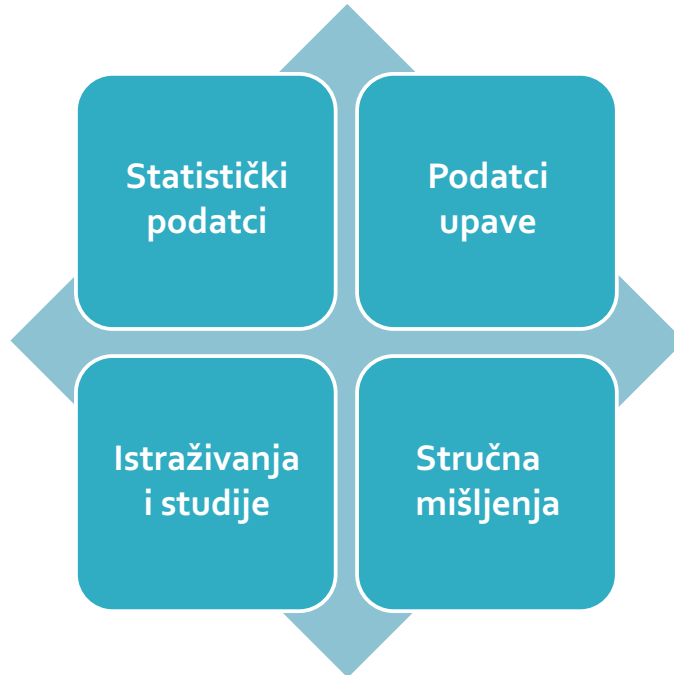 Statistički
podatci
Podatci
upave
Istraživanja
i studije
Stručna
mišljenja